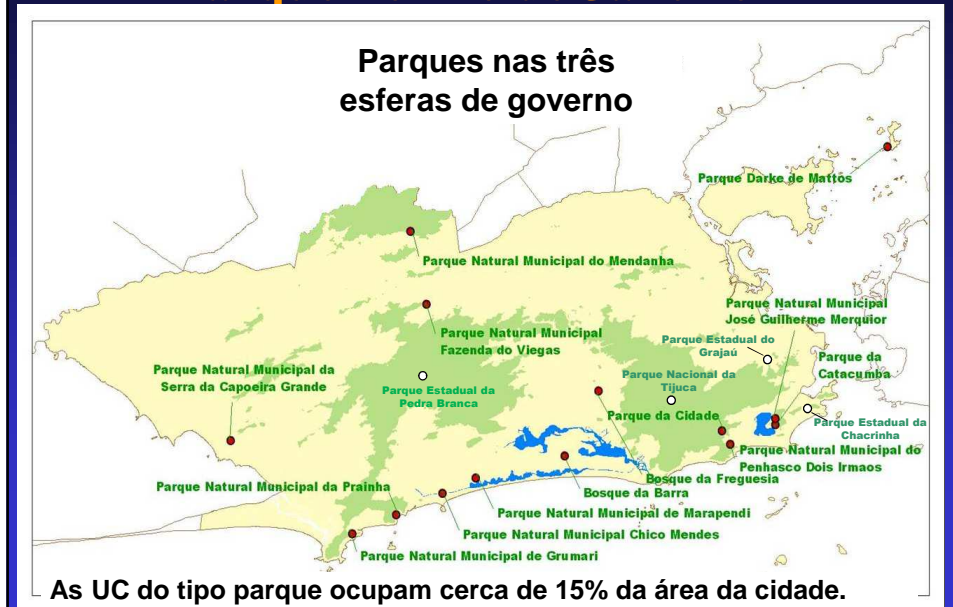 Parques nas três
esferas de governo
Parque Darke de Mattos
Parque Natural Municipal do Mendanha
Parque Natural Municipal
José Guilherme Merquior
Parque Natural Municipal
Fazenda do Viegas
Parque Estadual do
Grajaú
Parque da
Catacumba
Parque Natural Municipal da
Serra da Capoeira Grande
Parque Estadual da
Pedra Branca
Parque Nacional da
Tijuca
Parque da Cidade
Parque Estadual da
Chacrinha
Parque Natural Municipal do
Penhasco Dois Irmaos
Bosque da Freguesia
Parque Natural Municipal da Prainha
Bosque da Barra
Parque Natural Municipal de Marapendi
Parque Natural Municipal Chico Mendes
Parque Natural Municipal de Grumari
As UC do tipo parque ocupam cerca de 15% da área da cidade.